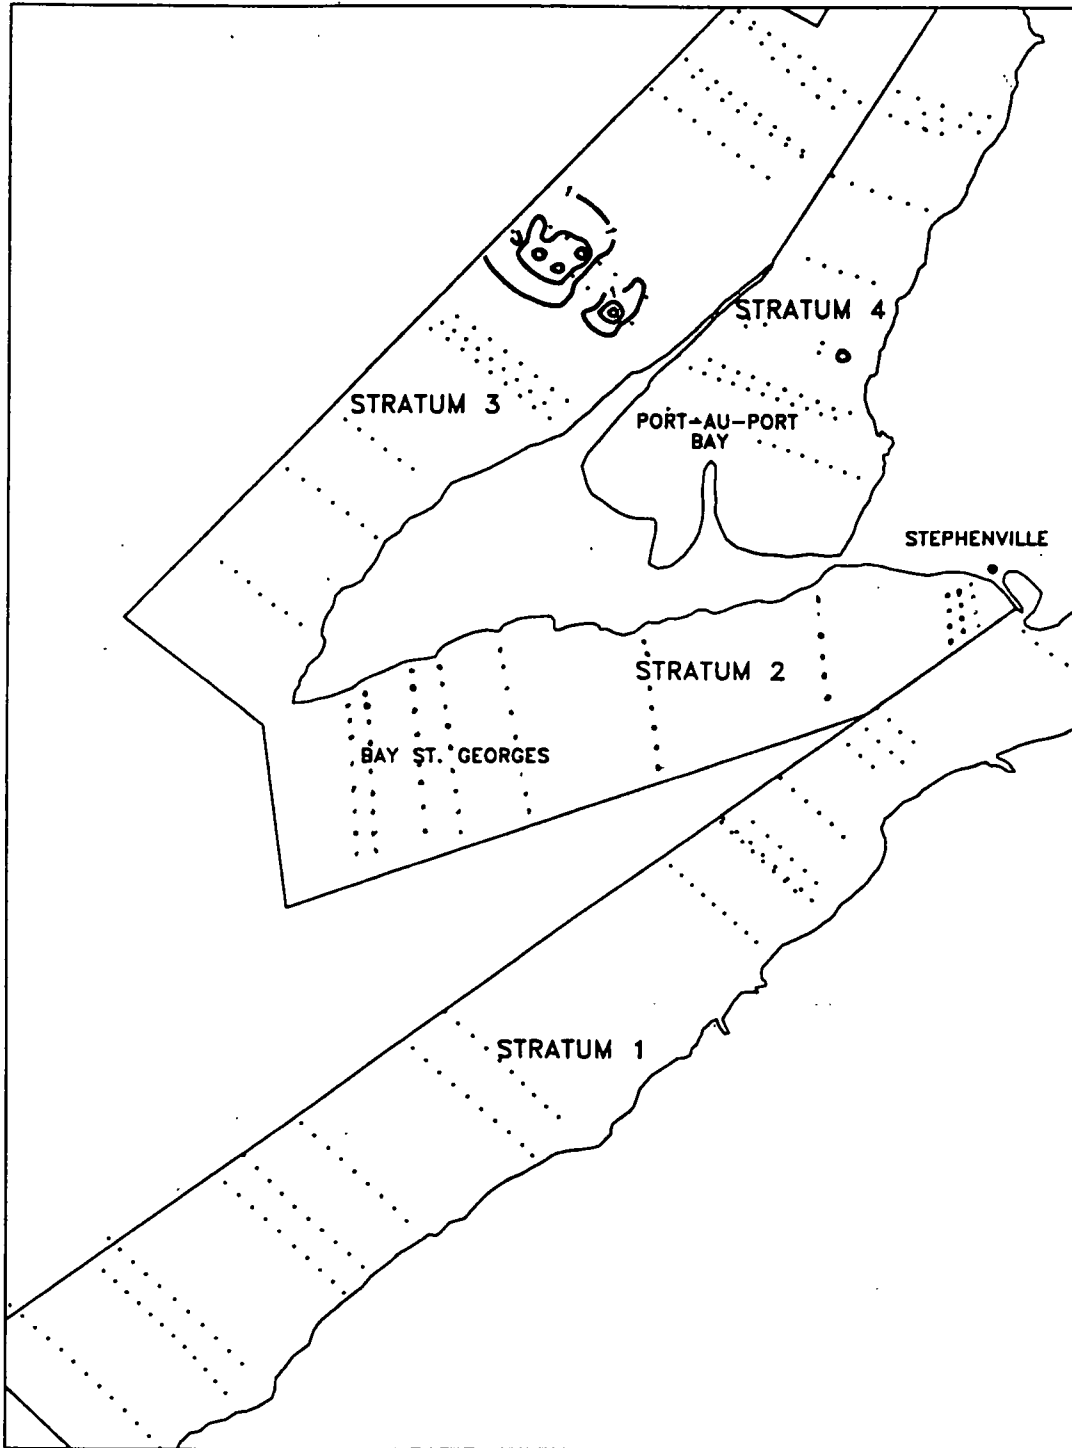 STRATUM 4
STRATUM 3
PORT-AU-PORT
BAY
STEPHENVILLE
STRATUM 2
BAY ST. GEORGES
STRATUM 1